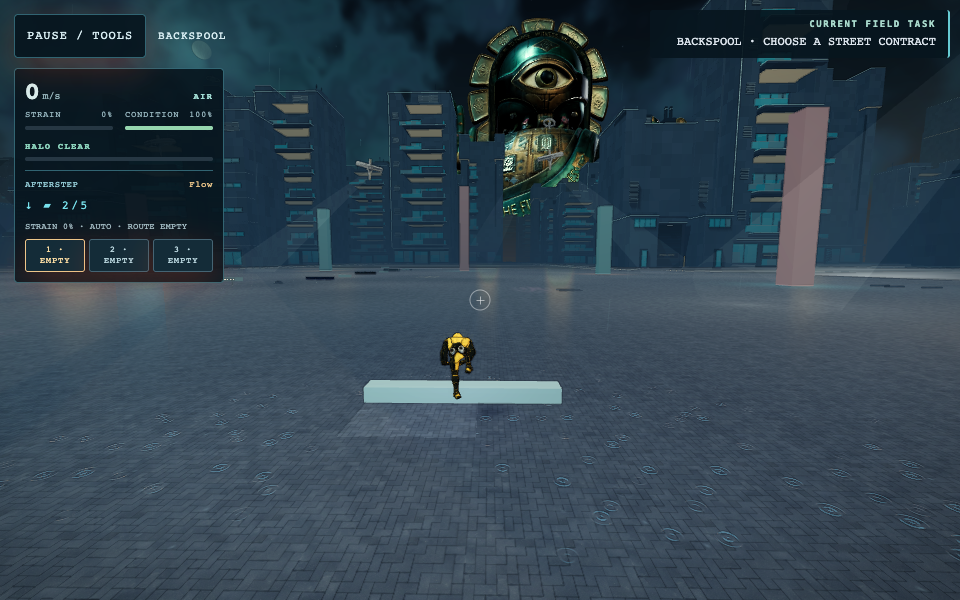 PAUSE / TOOLS
BACKSPOOL
CURRENT FIELD TASK
BACKSPOOL · CHOOSE A STREET CONTRACT
0 m/s
AIR
STRAIN 0%
CONDITION 100%
HALO CLEAR
AFTERSTEP
Flow
↓ ▰ 2/5
STRAIN 0% · AUTO · ROUTE EMPTY
1 · EMPTY
2 · EMPTY
3 · EMPTY